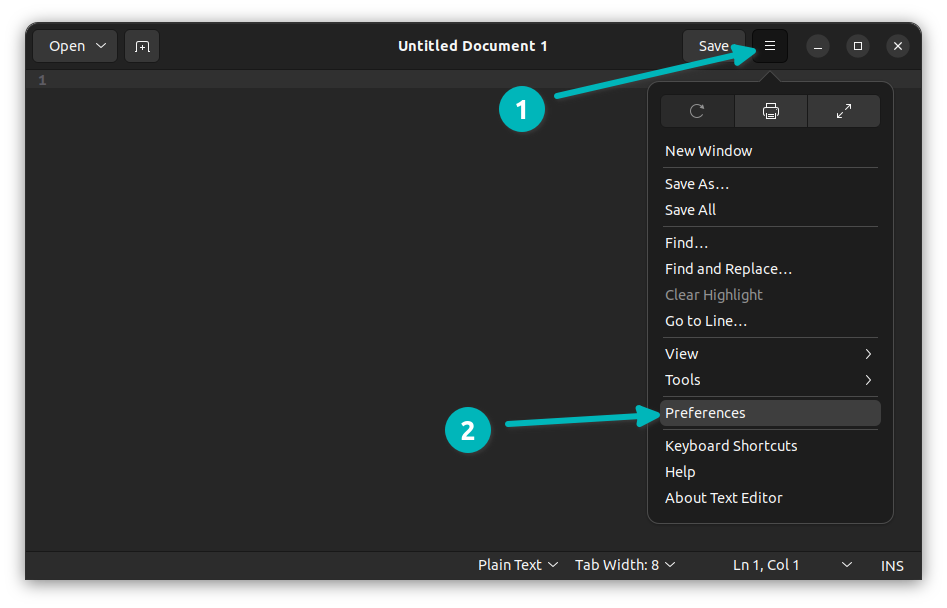 Open
Untitled Document 1
Save
1
1
New Window
Save As...
Save All
Find...
Find and Replace...
Clear Highlight
Go to Line...
View
Tools
2
Preferences
Keyboard Shortcuts
Help
About Text Editor
Plain Text Tab Width: 8 Ln 1, Col 1 INS